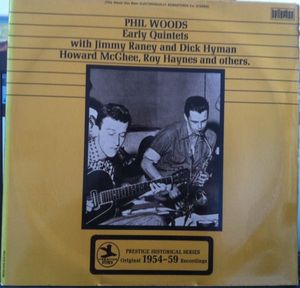 PHIL WOODS
Early Quintets
with Jimmy Raney and Dick Hyman
Howard McGhee, Roy Haynes and others.
PRESTIGE HISTORICAL SERIES
Original 1954-59 Recordings